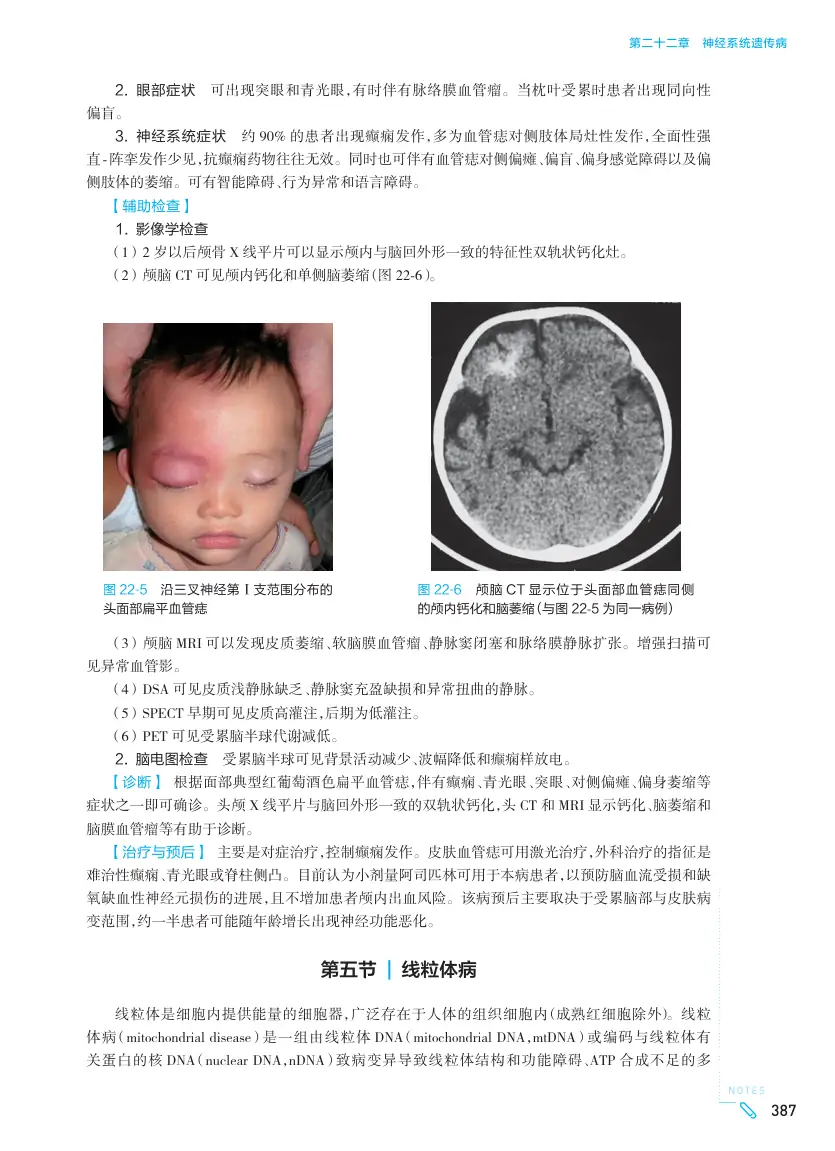 第二十二章 神经系统遗传病
2. 眼部症状 可出现突眼和青光眼,有时伴有脉络膜血管瘤。当枕叶受累时患者出现同向性
偏盲。
3. 神经系统症状 约 90% 的患者出现癫痫发作,多为血管痣对侧肢体局灶性发作,全面性强
直-阵挛发作少见,抗癫痫药物往往无效。同时也可伴有血管痣对侧偏瘫、偏盲、偏身感觉障碍以及偏
侧肢体的萎缩。可有智能障碍、行为异常和语言障碍。
【辅助检查】
1. 影像学检查
(1)2 岁以后颅骨 X 线平片可以显示颅内与脑回外形一致的特征性双轨状钙化灶。
(2)颅脑 CT 可见颅内钙化和单侧脑萎缩(图 22-6)。
图 22-5 沿三叉神经第Ⅰ支范围分布的
头面部扁平血管痣
图 22-6 颅脑 CT 显示位于头面部血管痣同侧
的颅内钙化和脑萎缩(与图 22-5 为同一病例)
(3)颅脑 MRI 可以发现皮质萎缩、软脑膜血管瘤、静脉窦闭塞和脉络膜静脉扩张。增强扫描可
见异常血管影。
(4)DSA 可见皮质浅静脉缺乏、静脉窦充盈缺损和异常扭曲的静脉。
(5)SPECT 早期可见皮质高灌注,后期为低灌注。
(6)PET 可见受累脑半球代谢减低。
2. 脑电图检查 受累脑半球可见背景活动减少、波幅降低和癫痫样放电。
【诊断】 根据面部典型红葡萄酒色扁平血管痣,伴有癫痫、青光眼、突眼、对侧偏瘫、偏身萎缩等
症状之一即可确诊。头颅 X 线平片与脑回外形一致的双轨状钙化,头 CT 和 MRI 显示钙化、脑萎缩和
脑膜血管瘤等有助于诊断。
【治疗与预后】 主要是对症治疗,控制癫痫发作。皮肤血管痣可用激光治疗,外科治疗的指征是
难治性癫痫、青光眼或脊柱侧凸。目前认为小剂量阿司匹林可用于本病患者,以预防脑血流受损和缺
氧缺血性神经元损伤的进展,且不增加患者颅内出血风险。该病预后主要取决于受累脑部与皮肤病
变范围,约一半患者可能随年龄增长出现神经功能恶化。
第五节 | 线粒体病
线粒体是细胞内提供能量的细胞器,广泛存在于人体的组织细胞内(成熟红细胞除外)。线粒
体病(mitochondrial disease)是一组由线粒体 DNA(mitochondrial DNA,mtDNA)或编码与线粒体有
关蛋白的核 DNA(nuclear DNA,nDNA)致病变异导致线粒体结构和功能障碍、ATP 合成不足的多
NOTES
387